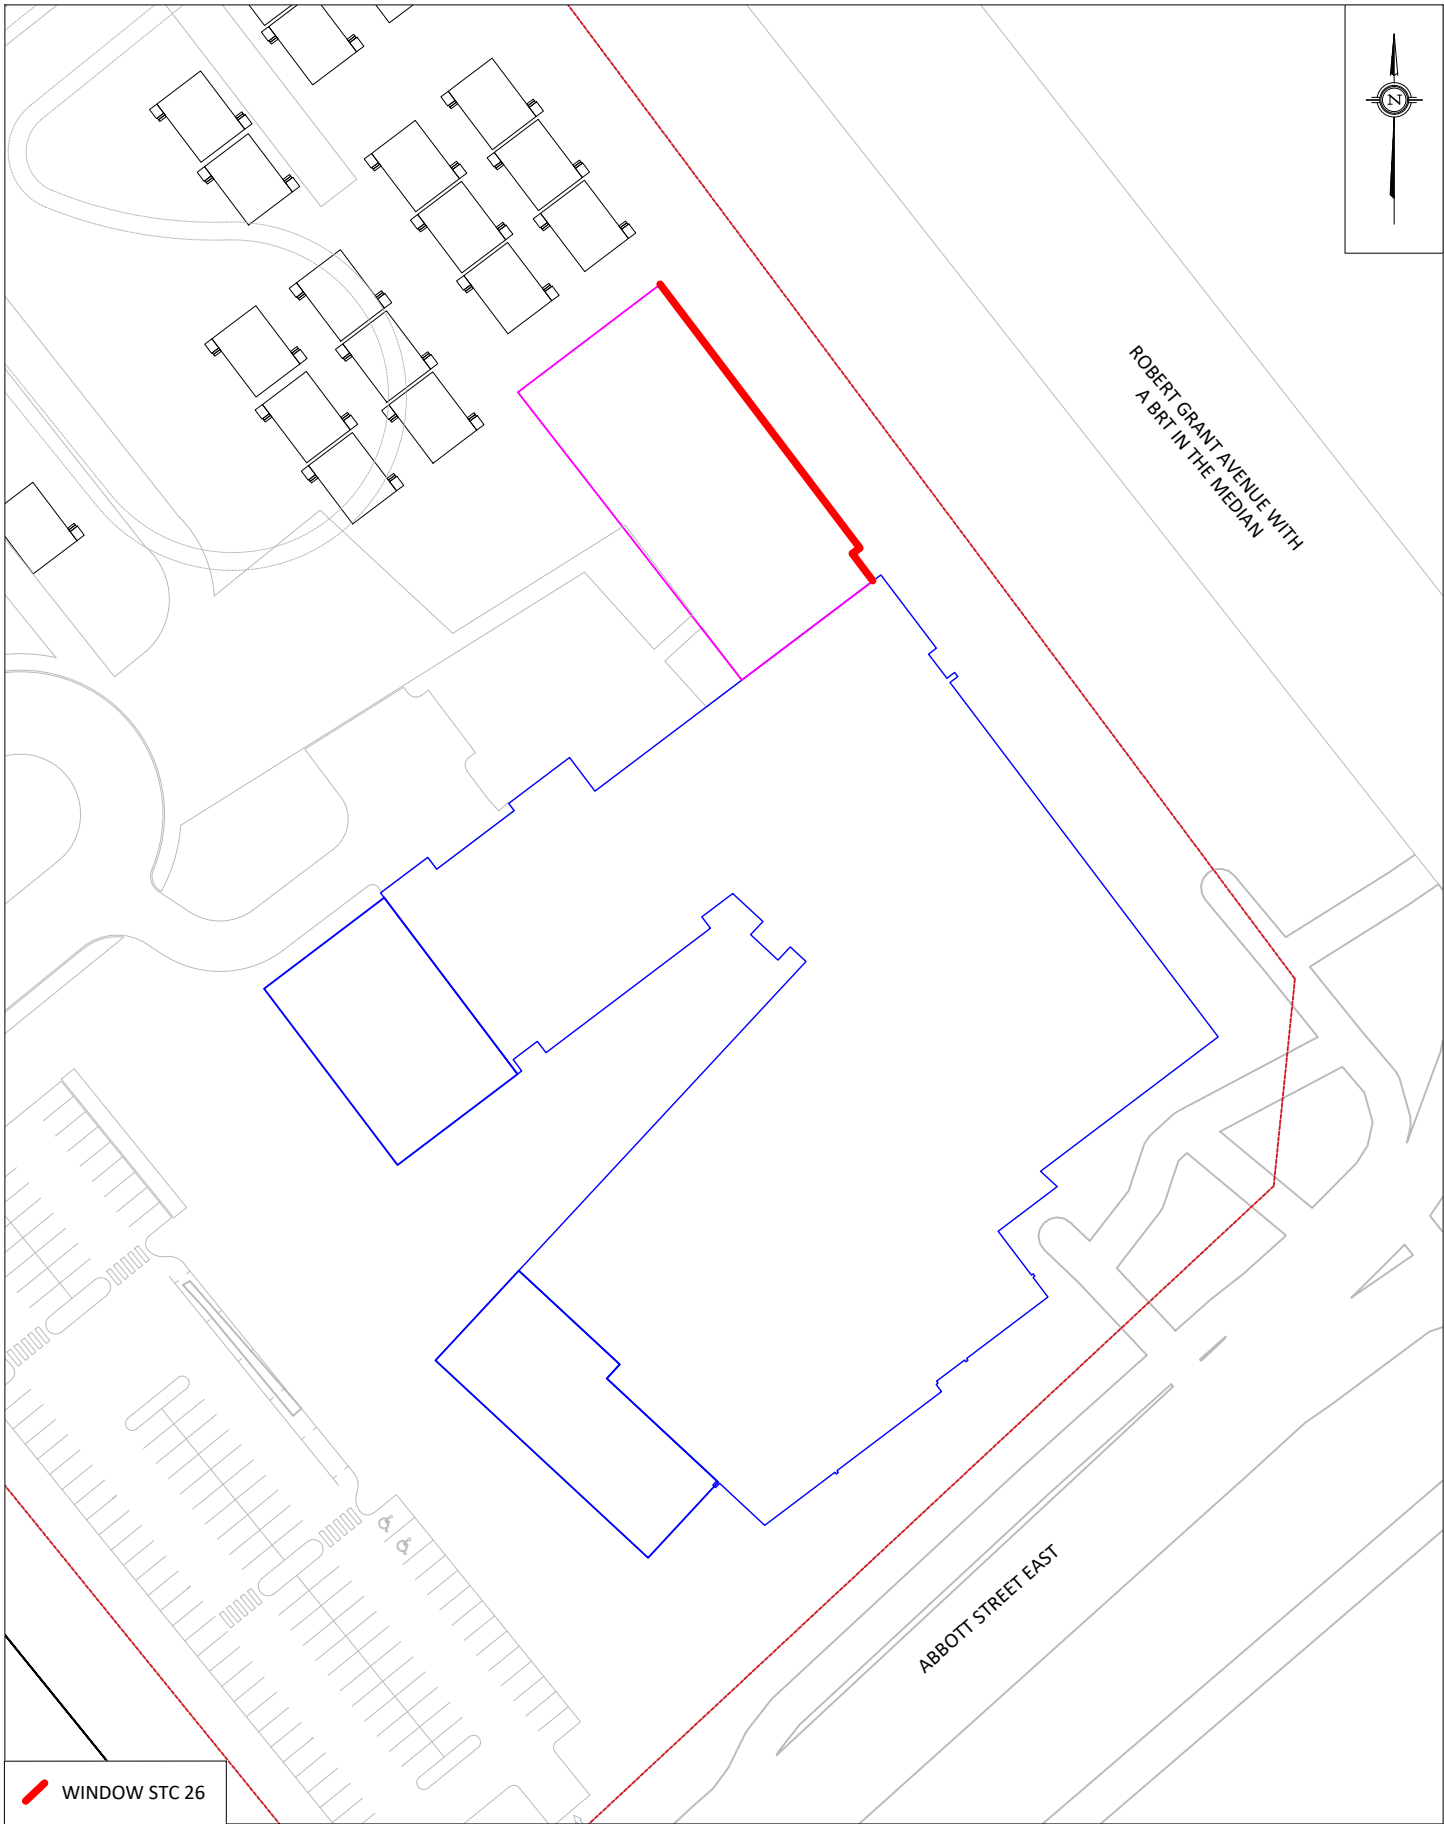 N
ROBERT GRANT AVENUE WITH
A BRT IN THE MEDIAN
ABBOTT STREET EAST
WINDOW STC 26